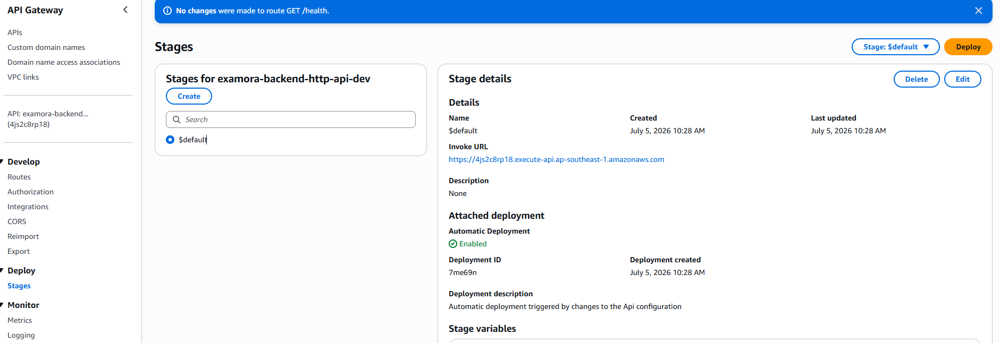 API Gateway
APIs
Custom domain names
Domain name access associations
VPC links
API: examora-backend...
(4js2c8rp18)
Develop
Routes
Authorization
Integrations
CORS
Reimport
Export
Deploy
Stages
Monitor
Metrics
Logging
No changes were made to route GET /health.
Stages
Stage: $default
Deploy
Stages for examora-backend-http-api-dev
Create
Search
$default
Stage details
Delete
Edit
Details
Name
$default
Created
July 5, 2026 10:28 AM
Last updated
July 5, 2026 10:28 AM
Invoke URL
https://4js2c8rp18.execute-api.ap-southeast-1.amazonaws.com
Description
None
Attached deployment
Automatic Deployment
Enabled
Deployment ID
7me69n
Deployment created
July 5, 2026 10:28 AM
Deployment description
Automatic deployment triggered by changes to the Api configuration
Stage variables